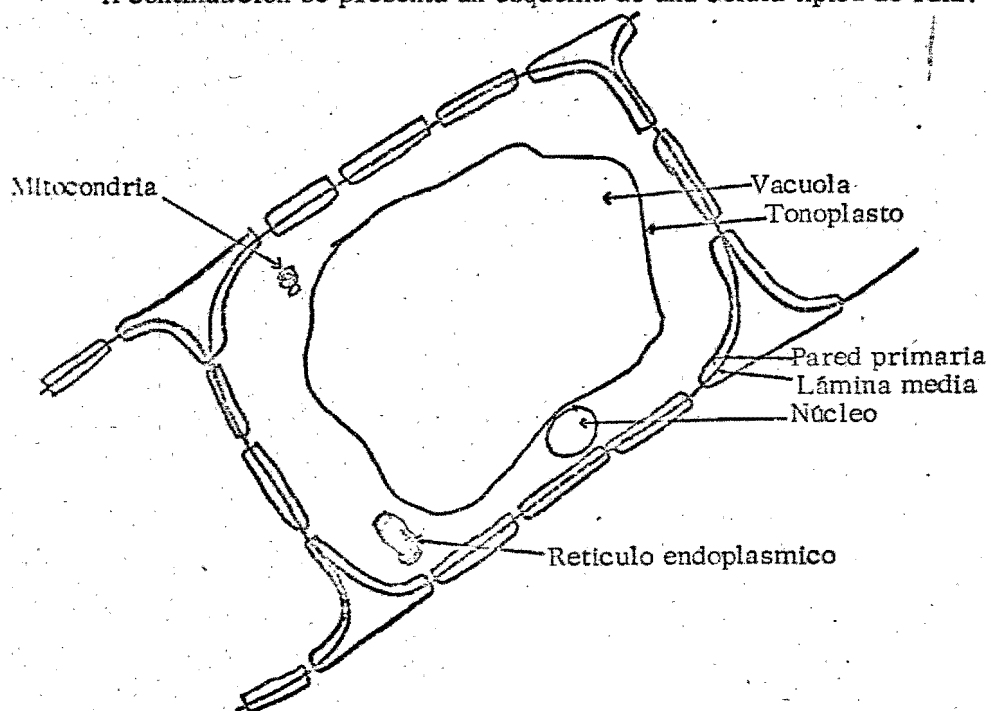 A continuación se presenta un esquema de una célula típica de raíz.
Mitocondria
Vacuola
Tonoplasto
Pared primaria
Lámina media
Núcleo
Retículo endoplasmico